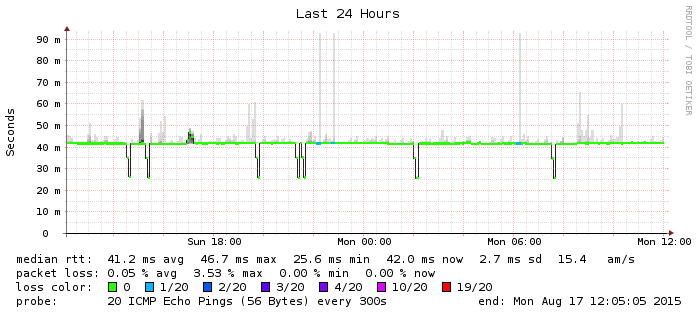 Last 24 Hours
RRDTOOL / TOBI OETIKER
Seconds
90 m
80 m
70 m
60 m
50 m
40 m
30 m
20 m
10 m
0
Sun 18:00 Mon 00:00 Mon 06:00 Mon 12:00
median rtt: 41.2 ms avg 46.7 ms max 25.6 ms min 42.0 ms now 2.7 ms sd 15.4 am/s
packet loss: 0.05 % avg 3.53 % max 0.00 % min 0.00 % now
loss color: 0 1/20 2/20 3/20 4/20 10/20 19/20
probe: 20 ICMP Echo Pings (56 Bytes) every 300s end: Mon Aug 17 12:05:05 2015